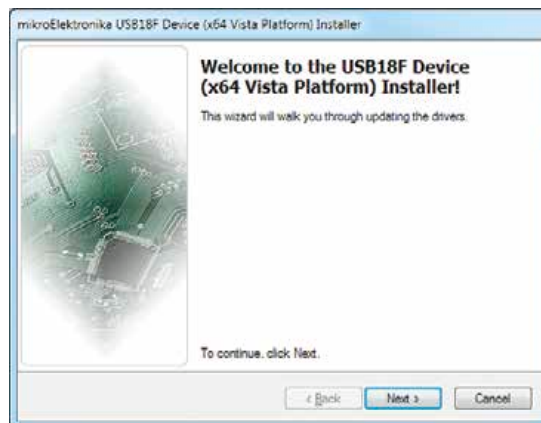 mikroElektronika USB18F Device (x64 Vista Platform) Installer
Welcome to the USB18F Device
(x64 Vista Platform) Installer!
This wizard will walk you through updating the drivers.
To continue, click Next.
< Back Next > Cancel